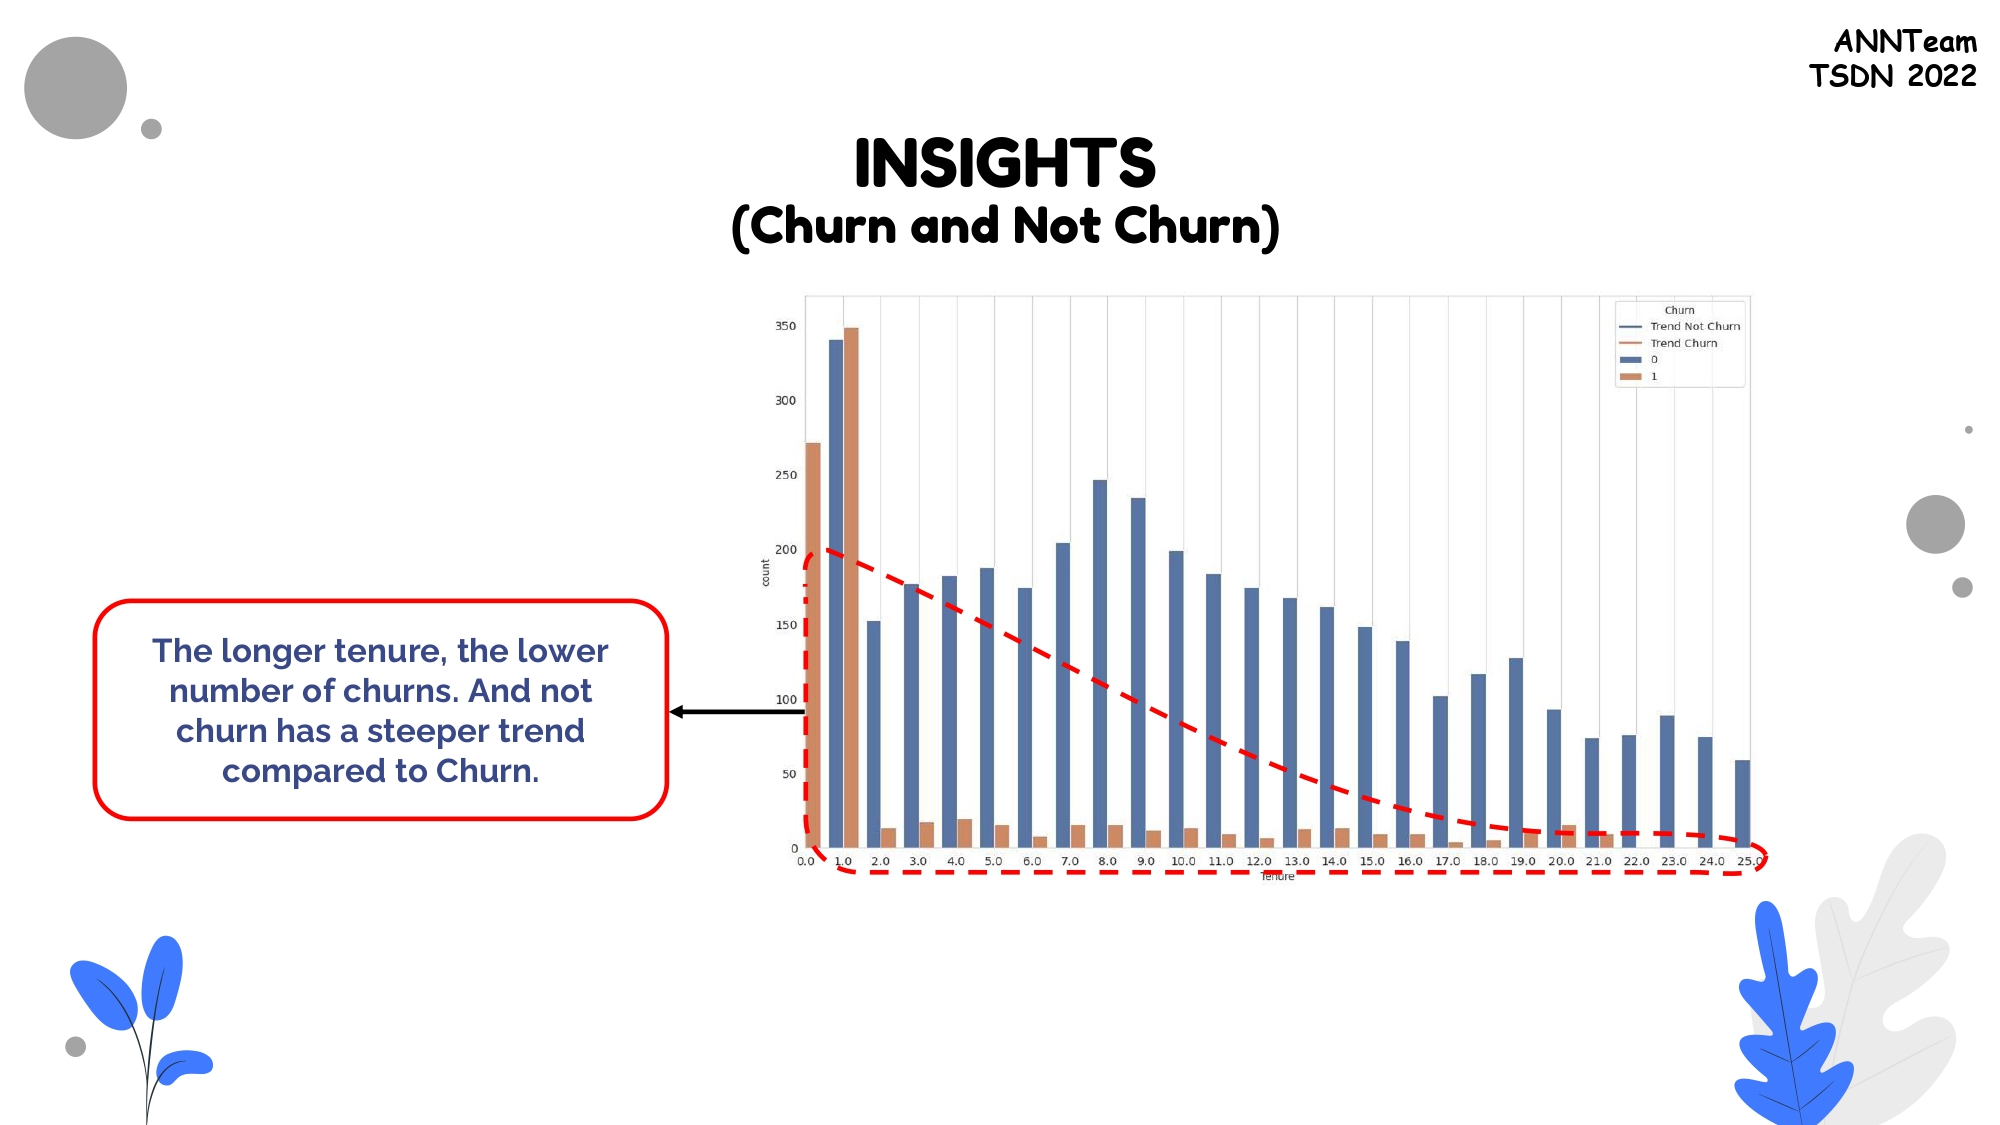 ANNTeam
TSDN 2022
INSIGHTS
(Churn and Not Churn)
The longer tenure, the lower
number of churns. And not
churn has a steeper trend
compared to Churn.
Churn
Trend Not Churn
Trend Churn
0
1
350
300
250
200
150
100
50
0
count
0.0 1.0 2.0 3.0 4.0 5.0 6.0 7.0 8.0 9.0 10.0 11.0 12.0 13.0 14.0 15.0 16.0 17.0 18.0 19.0 20.0 21.0 22.0 23.0 24.0 25.0
Tenure